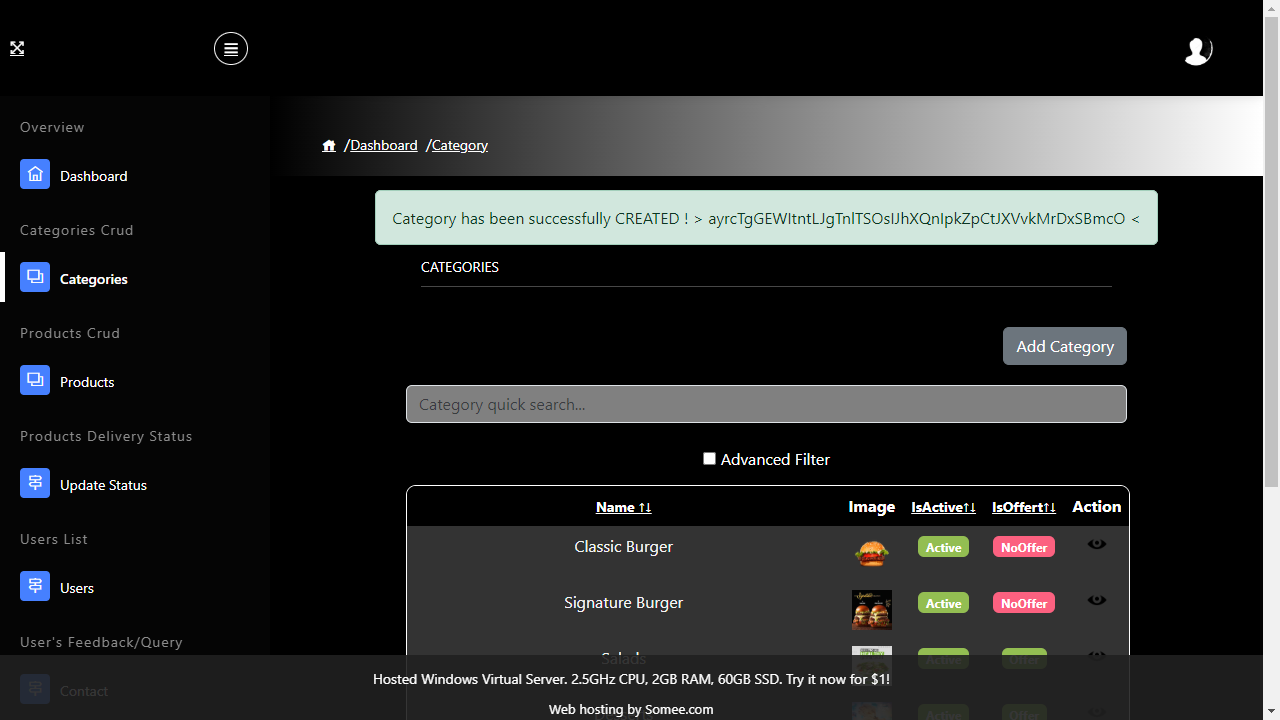 Overview
Dashboard
Categories Crud
Categories
Products Crud
Products
Products Delivery Status
Update Status
Users List
Users
User's Feedback/Query
Contact
/Dashboard /Category
Category has been successfully CREATED ! > ayrcTgGEWItntLJgTnlTSOsIJhXQnIpkZpCtJXVvkMrDxSBmcO <
CATEGORIES
Add Category
Category quick search...
Advanced Filter
Name ↑↓ Image IsActive↑↓ IsOffert↑↓ Action
Classic Burger Active NoOffer
Signature Burger Active NoOffer
Salads Active Offer
Hosted Windows Virtual Server. 2.5GHz CPU, 2GB RAM, 60GB SSD. Try it now for $1!
Web hosting by Somee.com
Active Offer